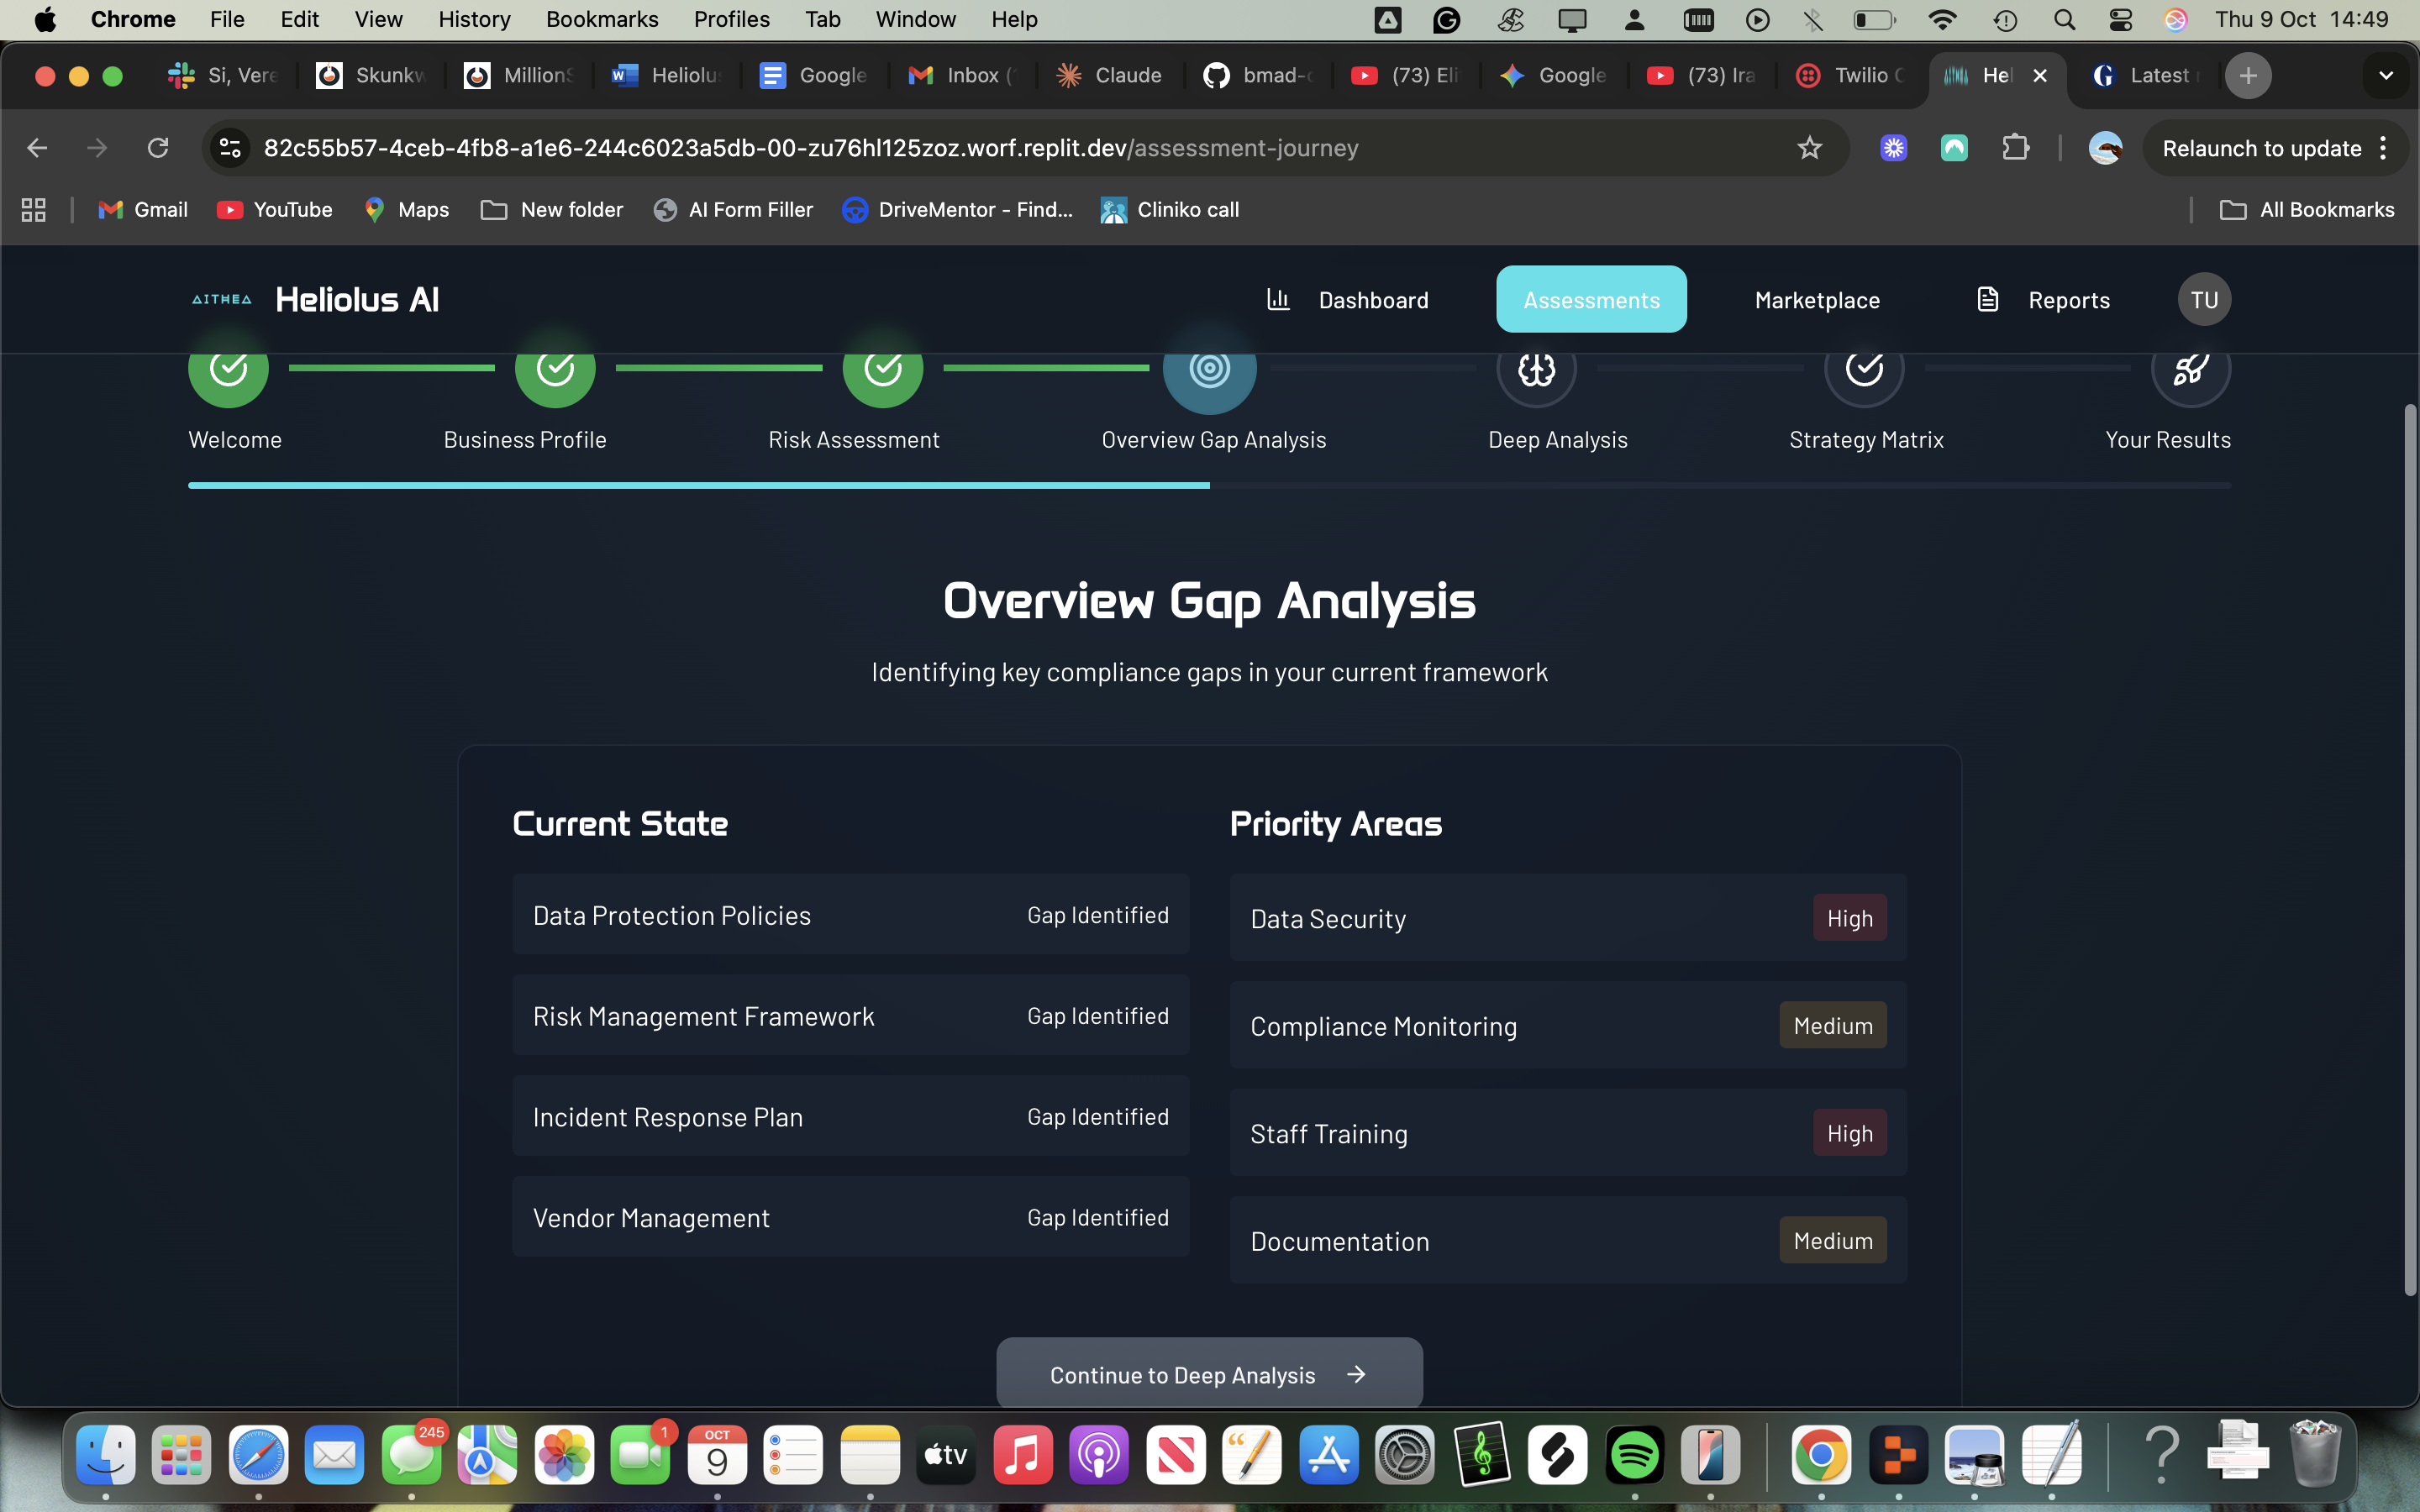 Chrome File Edit View History Bookmarks Profiles Tab Window Help Thu 9 Oct 14:49
Si, Vere Skunkw MillionS Heliolus Google Inbox ( Claude bmad- (73) Eli Google (73) Ira Twilio C Hel Latest
82c55b57-4ceb-4fb8-a1e6-244c6023a5db-00-zu76hl125zoz.worf.replit.dev/assessment-journey Relaunch to update
Gmail YouTube Maps New folder AI Form Filler DriveMentor - Find... Cliniko call All Bookmarks
AITHEA Heliolus AI Dashboard Assessments Marketplace Reports TU
Welcome Business Profile Risk Assessment Overview Gap Analysis Deep Analysis Strategy Matrix Your Results
Overview Gap Analysis
Identifying key compliance gaps in your current framework
Current State
Data Protection Policies Gap Identified
Risk Management Framework Gap Identified
Incident Response Plan Gap Identified
Vendor Management Gap Identified
Priority Areas
Data Security High
Compliance Monitoring Medium
Staff Training High
Documentation Medium
Continue to Deep Analysis →
245 1 OCT 9 tv